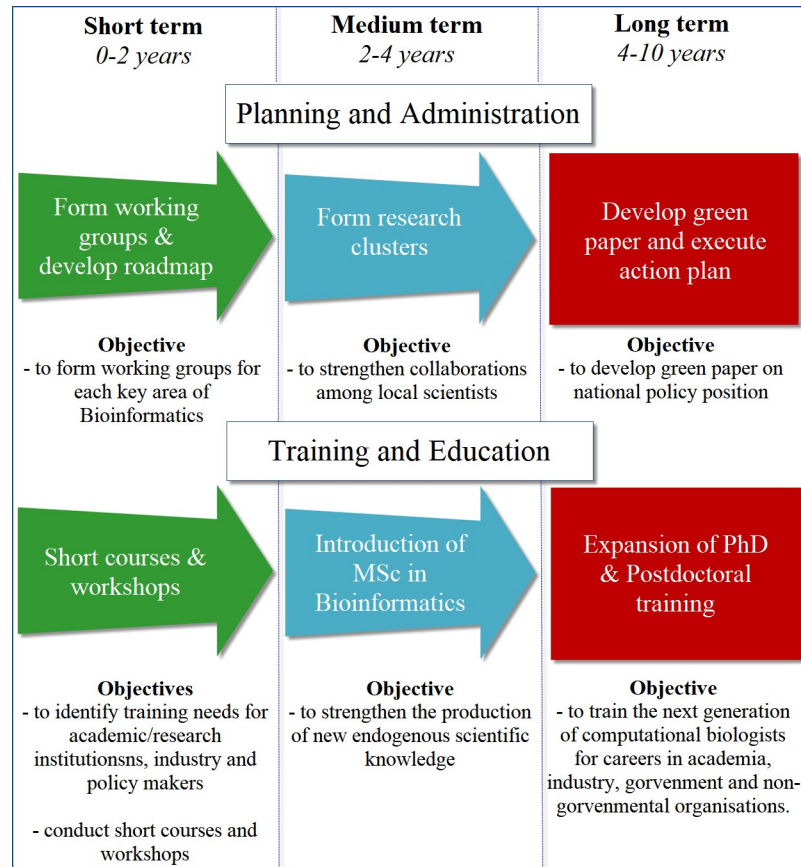 Short term
0-2 years
Medium term
2-4 years
Long term
4-10 years
Planning and Administration
Form working
groups &
develop roadmap
Form research
clusters
Develop green
paper and execute
action plan
Objective
- to form working groups for
each key area of
Bioinformatics
Objective
- to strengthen collaborations
among local scientists
Objective
- to develop green paper on
national policy position
Training and Education
Short courses &
workshops
Introduction of
MSc in
Bioinformatics
Expansion of PhD
& Postdoctoral
training
Objectives
- to identify training needs for
academic/research
institutionsns, industry and
policy makers
- conduct short courses and
workshops
Objective
- to strengthen the production
of new endogenous scientific
knowledge
Objective
- to train the next generation
of computational biologists
for careers in academia,
industry, gorvenment and non-
gorvenmental organisations.